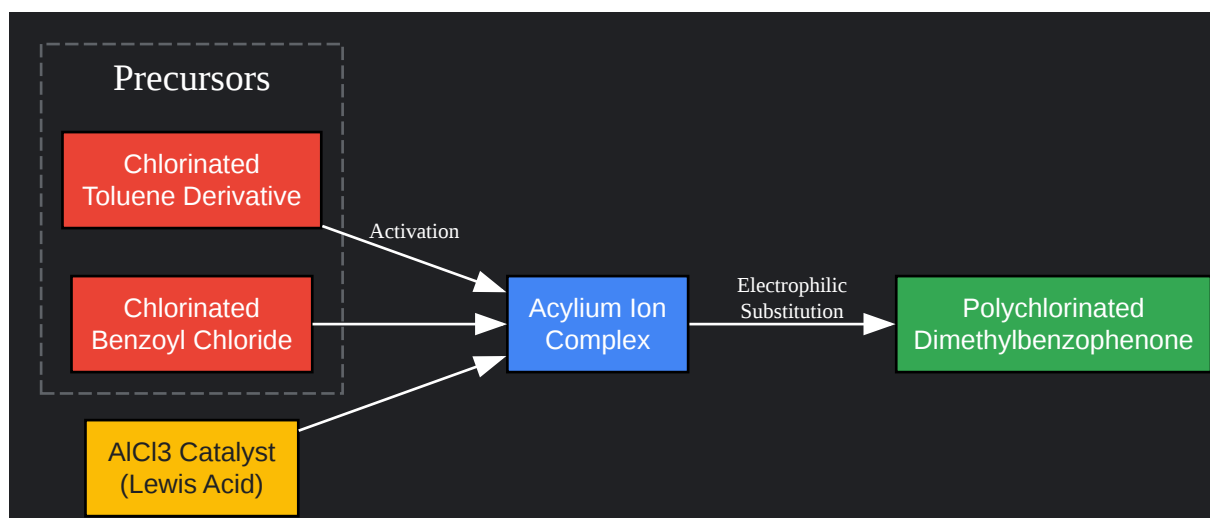 Precursors
Chlorinated
Toluene Derivative
Activation
Chlorinated
Benzoyl Chloride
Acylium Ion
Complex
Electrophilic
Substitution
Polychlorinated
Dimethylbenzophenone
AlCl3 Catalyst
(Lewis Acid)